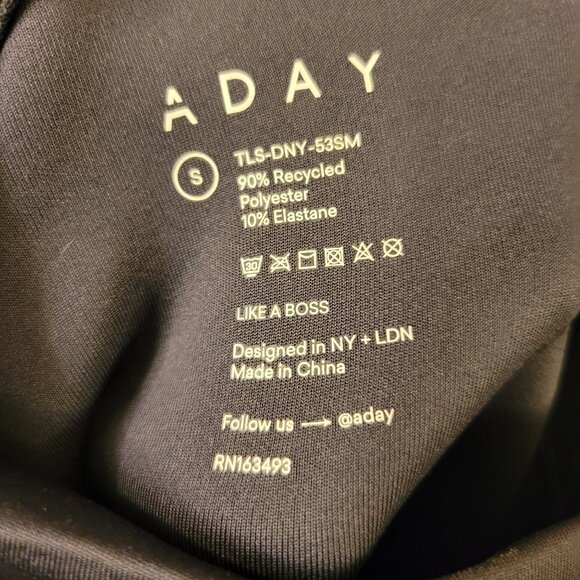 ADAY
S
TLS-DNY-53SM
90% Recycled
Polyester
10% Elastane
30
LIKE A BOSS
Designed in NY + LDN
Made in China
Follow us ⟶ @aday
RN163493